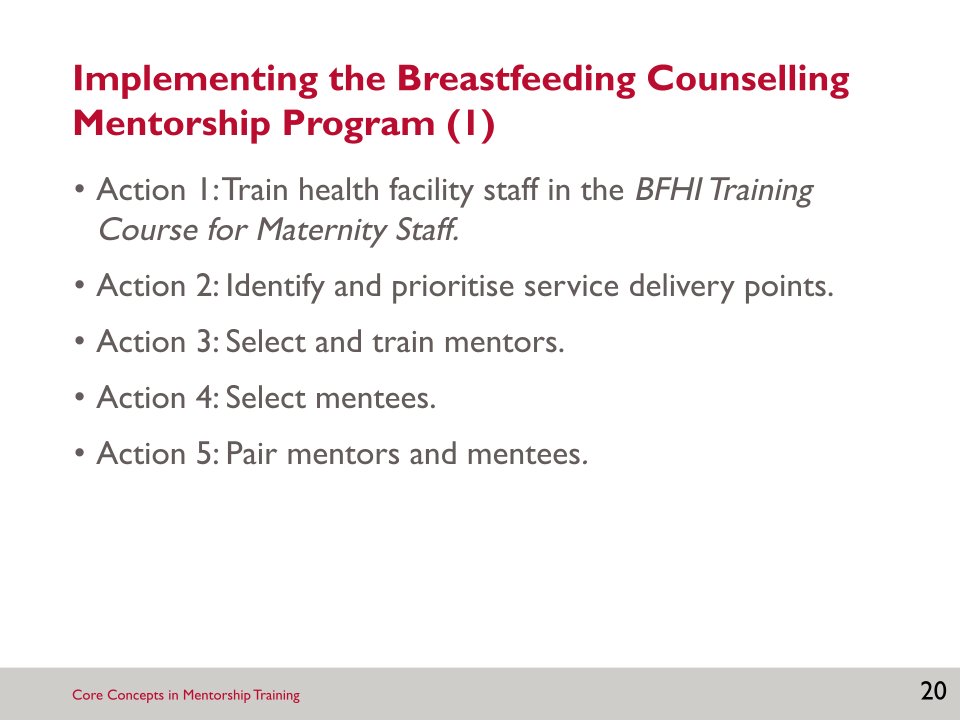 Implementing the Breastfeeding Counselling
Mentorship Program (1)
• Action 1: Train health facility staff in the BFHI Training
Course for Maternity Staff.
• Action 2: Identify and prioritise service delivery points.
• Action 3: Select and train mentors.
• Action 4: Select mentees.
• Action 5: Pair mentors and mentees.
Core Concepts in Mentorship Training
20